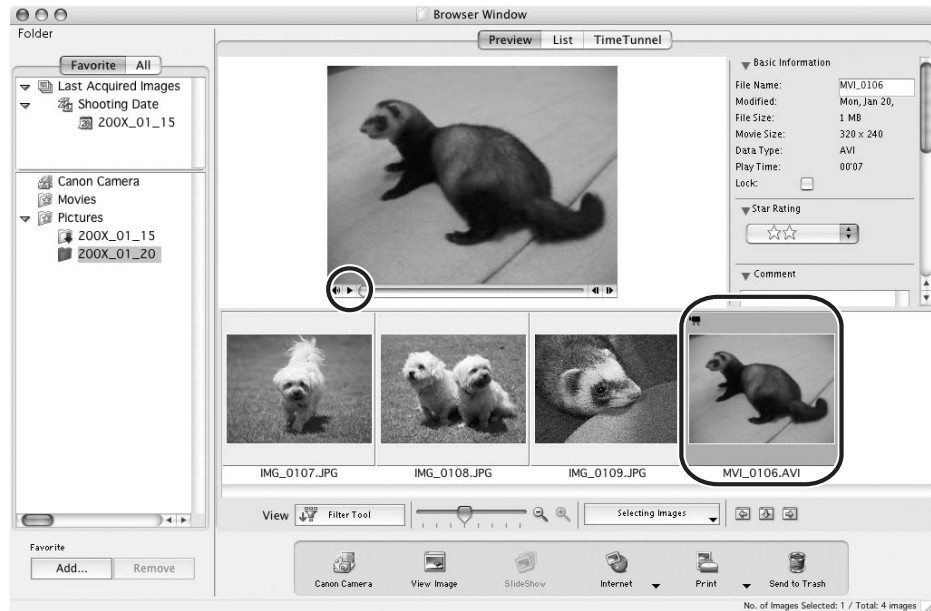 Browser Window
Folder
Favorite All
Last Acquired Images
Shooting Date
200X_01_15
Canon Camera
Movies
Pictures
200X_01_15
200X_01_20
Preview List TimeTunnel
Basic Information
File Name: MVI_0106
Modified: Mon, Jan 20,
File Size: 1 MB
Movie Size: 320 x 240
Data Type: AVI
Play Time: 00'07
Lock:
Star Rating
Comment
IMG_0107.JPG IMG_0108.JPG IMG_0109.JPG MVI_0106.AVI
View Filter Tool Selecting Images
Favorite
Add... Remove
Canon Camera View Image SlideShow Internet Print Send to Trash
No. of Images Selected: 1 / Total: 4 images